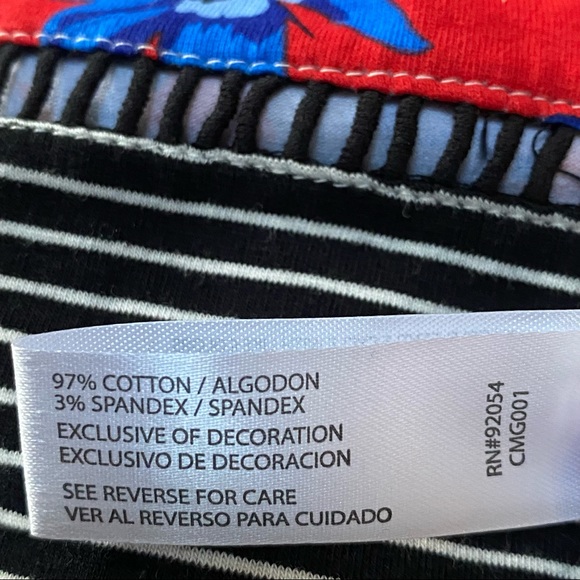 97% COTTON / ALGODON
3% SPANDEX / SPANDEX
EXCLUSIVE OF DECORATION
EXCLUSIVO DE DECORACION
SEE REVERSE FOR CARE
VER AL REVERSO PARA CUIDADO
RN#92054
CMG001